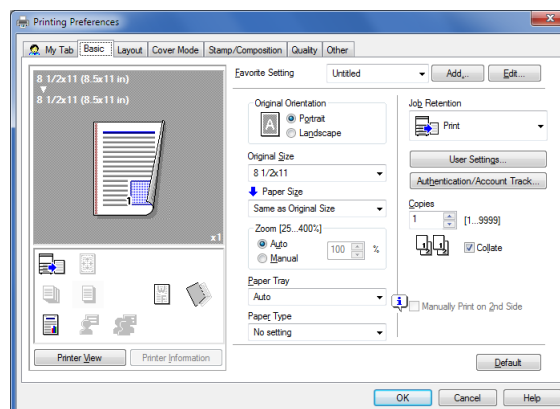 Printing Preferences
My Tab Basic Layout Cover Mode Stamp/Composition Quality Other
8 1/2x11 (8.5x11 in)
8 1/2x11 (8.5x11 in)
1
x1
Printer View Printer Information
Favorite Setting Untitled Add... Edit...
Original Orientation
A
Portrait
Landscape
Original Size
8 1/2x11
Paper Size
Same as Original Size
Zoom [25...400%]
Auto
Manual
100 %
Paper Tray
Auto
Paper Type
No setting
Job Retention
Print
User Settings...
Authentication/Account Track...
Copies
1 [1...9999]
Collate
Manually Print on 2nd Side
Default
OK Cancel Help